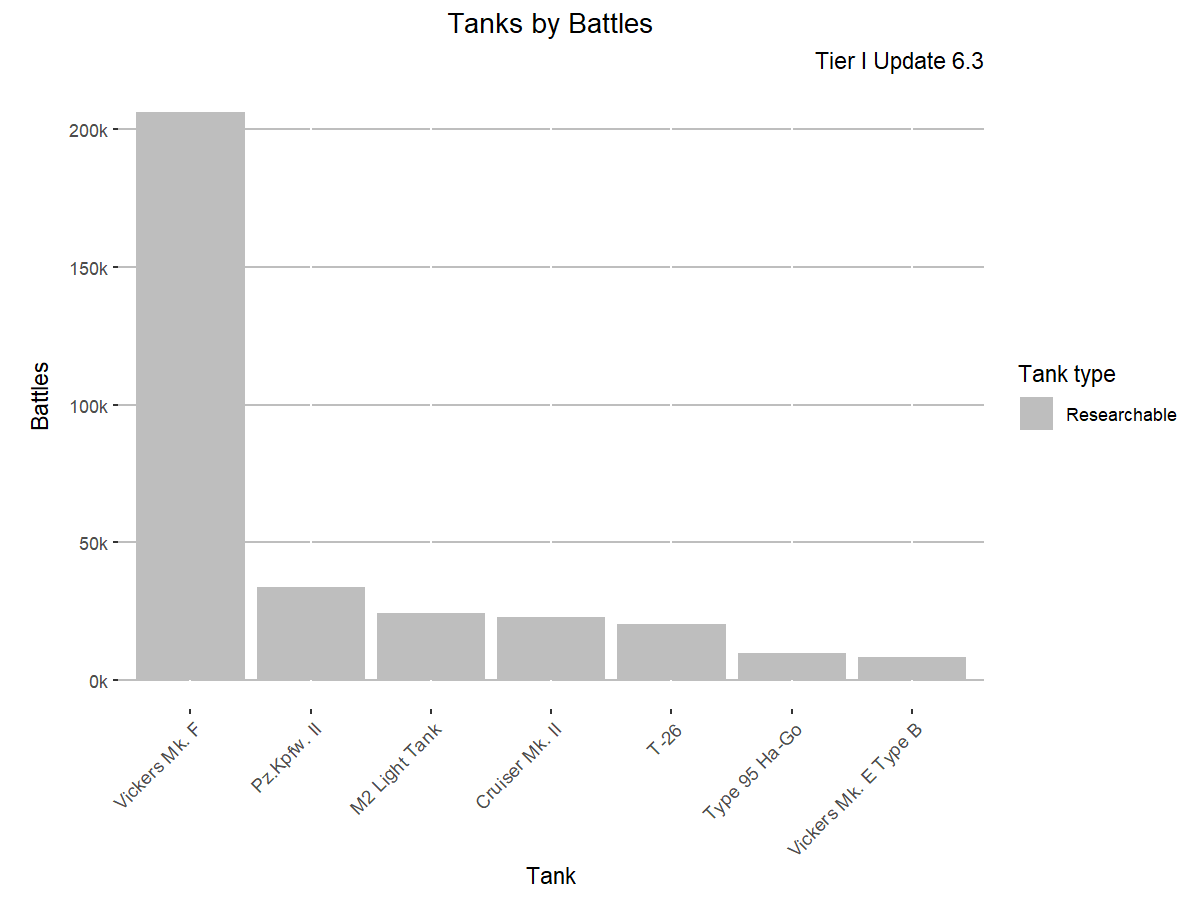 Tanks by Battles
Tier I Update 6.3
200k
150k
100k
50k
0k
Battles
Vickers Mk. F
Pz.Kpfw. II
M2 Light Tank
Cruiser Mk. II
T-26
Type 95 Ha-Go
Vickers Mk. E Type B
Tank
Tank type
Researchable